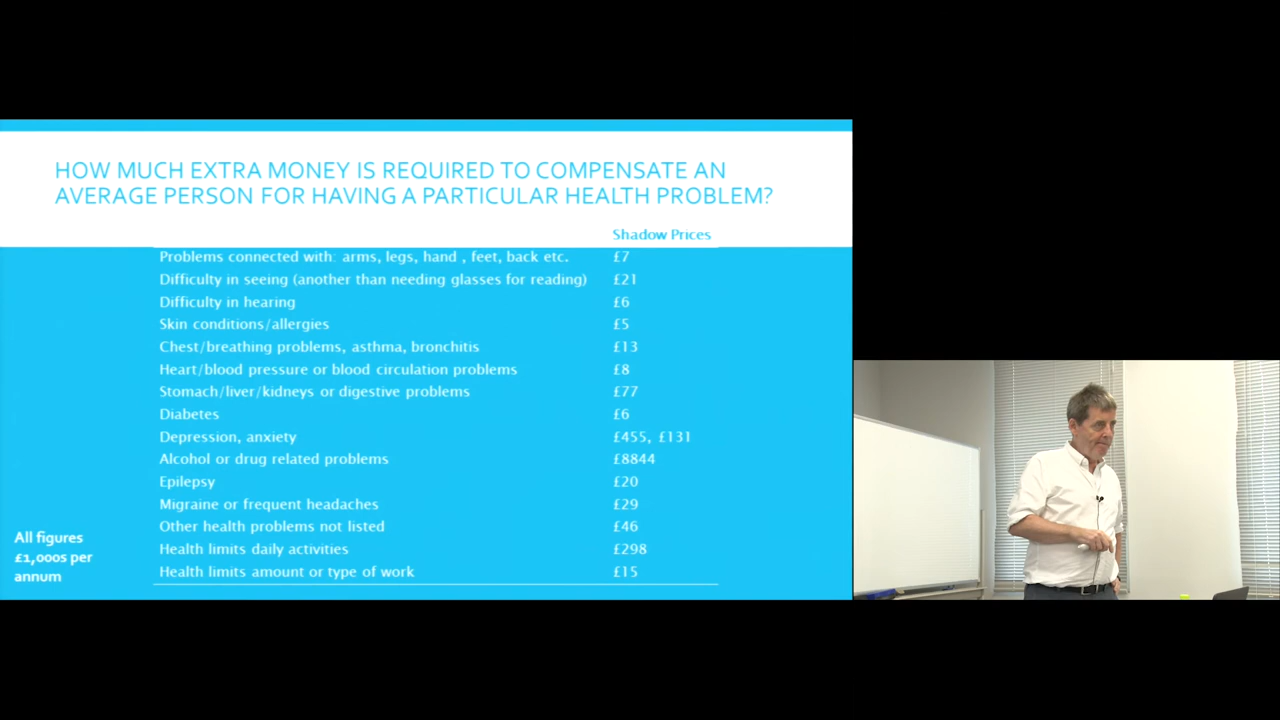 HOW MUCH EXTRA MONEY IS REQUIRED TO COMPENSATE AN
AVERAGE PERSON FOR HAVING A PARTICULAR HEALTH PROBLEM?
Shadow Prices
Problems connected with: arms, legs, hand , feet, back etc. £7
Difficulty in seeing (another than needing glasses for reading) £21
Difficulty in hearing £6
Skin conditions/allergies £5
Chest/breathing problems, asthma, bronchitis £13
Heart/blood pressure or blood circulation problems £8
Stomach/liver/kidneys or digestive problems £77
Diabetes £6
Depression, anxiety £455, £131
Alcohol or drug related problems £8844
Epilepsy £20
Migraine or frequent headaches £29
Other health problems not listed £46
Health limits daily activities £298
Health limits amount or type of work £15
All figures
£1,000s per
annum